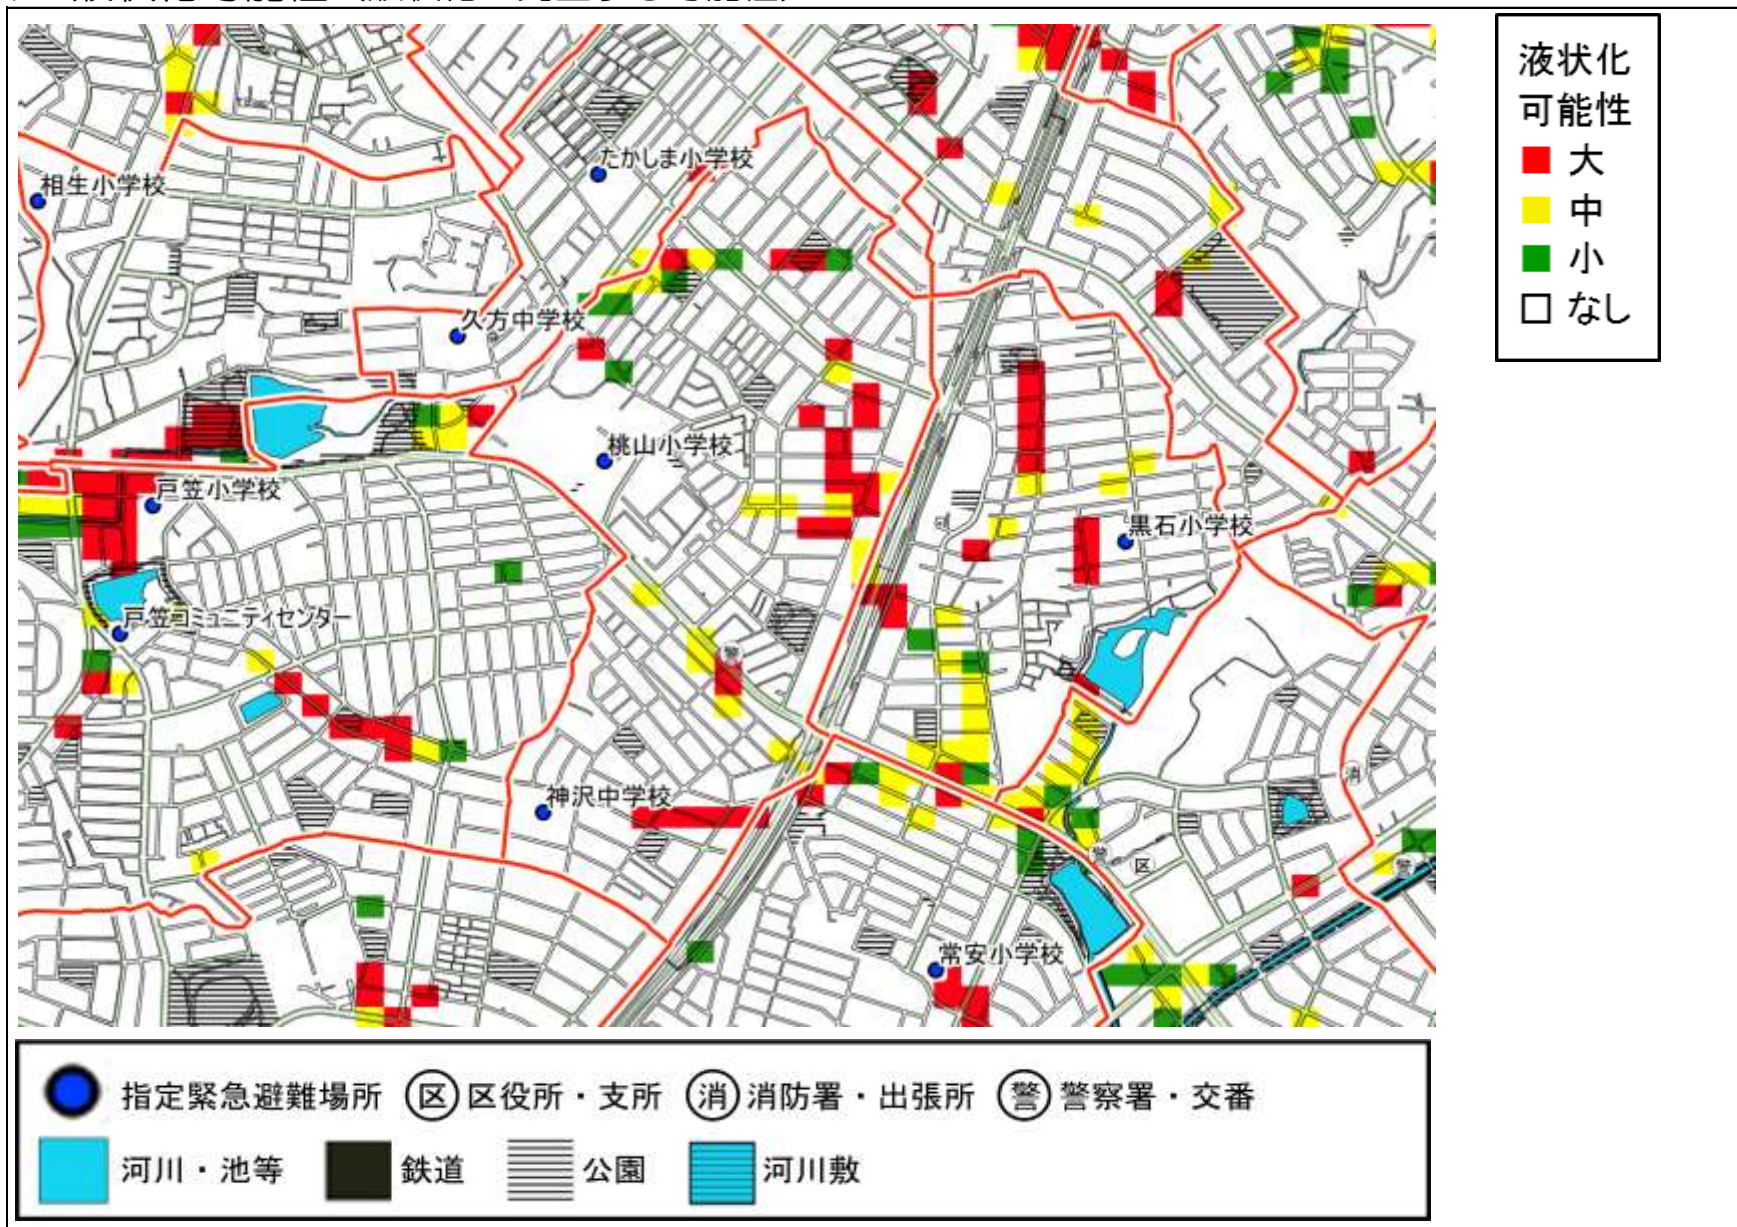 液状化
可能性
大
中
小
なし
たかしま小学校
相生小学校
久方中学校
桃山小学校
戸笠小学校
黒石小学校
戸笠コミュニティセンター
警
神沢中学校
消
警
区
警
常安小学校
指定緊急避難場所 区 区役所・支所 消 消防署・出張所 警 警察署・交番
河川・池等 鉄道 公園 河川敷